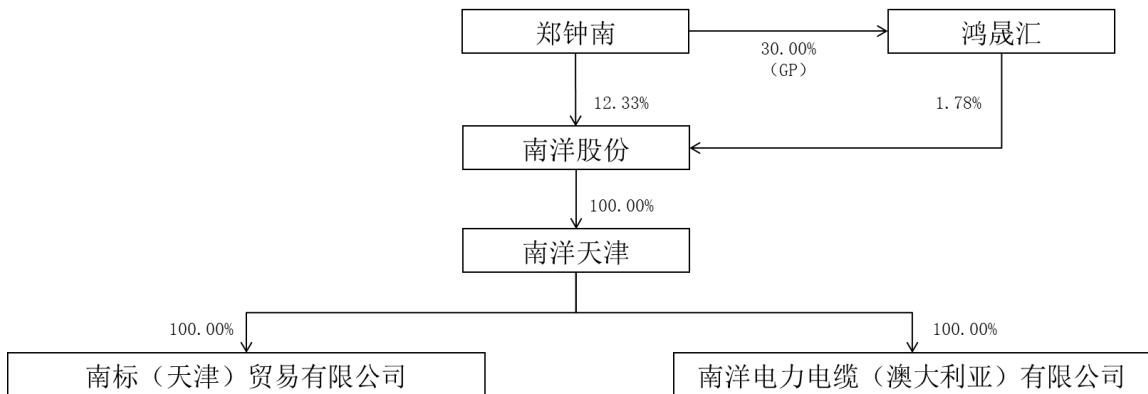 郑钟南
鸿晟汇
30.00%
（GP）
12.33%
1.78%
南洋股份
100.00%
南洋天津
100.00%
100.00%
南标（天津）贸易有限公司
南洋电力电缆（澳大利亚）有限公司